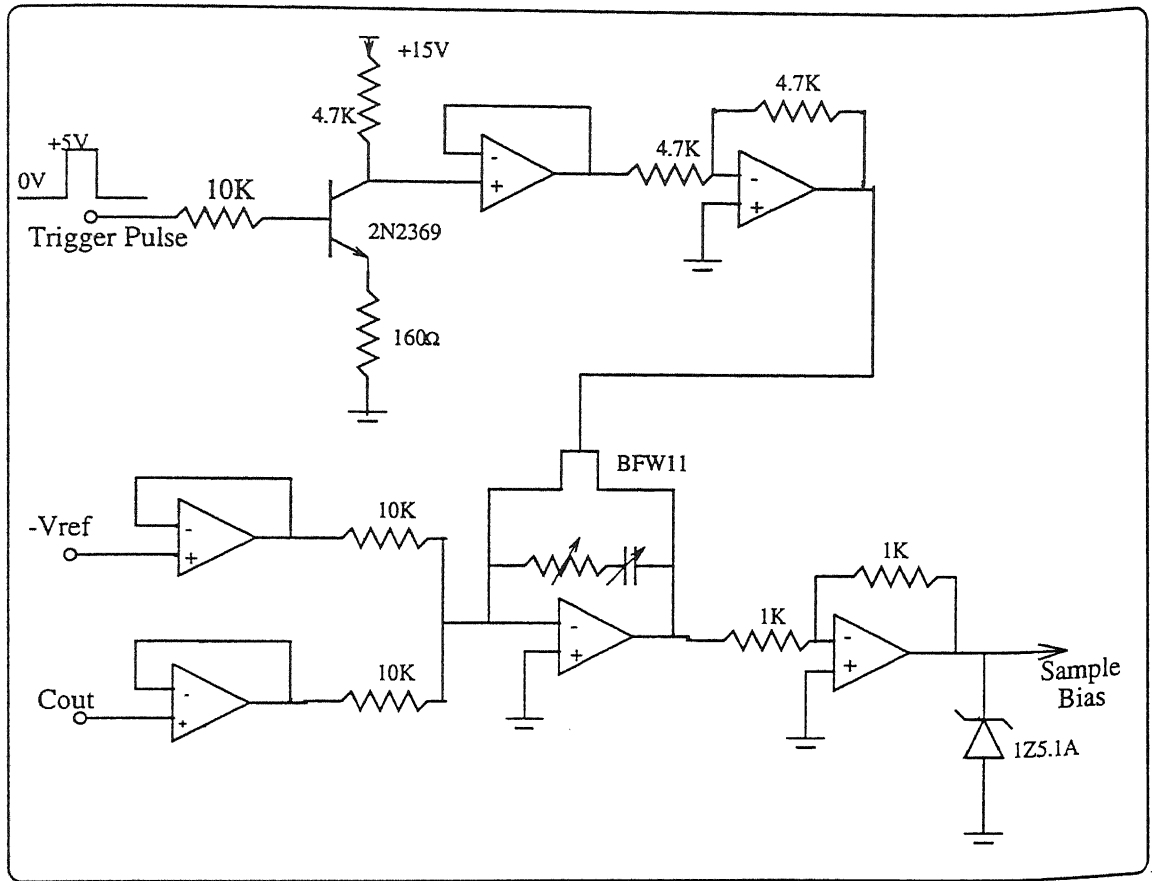 +15V
4.7K
4.7K
4.7K
+5V
0V
10K
Trigger Pulse
2N2369
160Ω
-
+
-
+
BFW11
-Vref
10K
-
+
1K
1K
-
+
-
+
Cout
10K
-
+
Sample
Bias
1Z5.1A